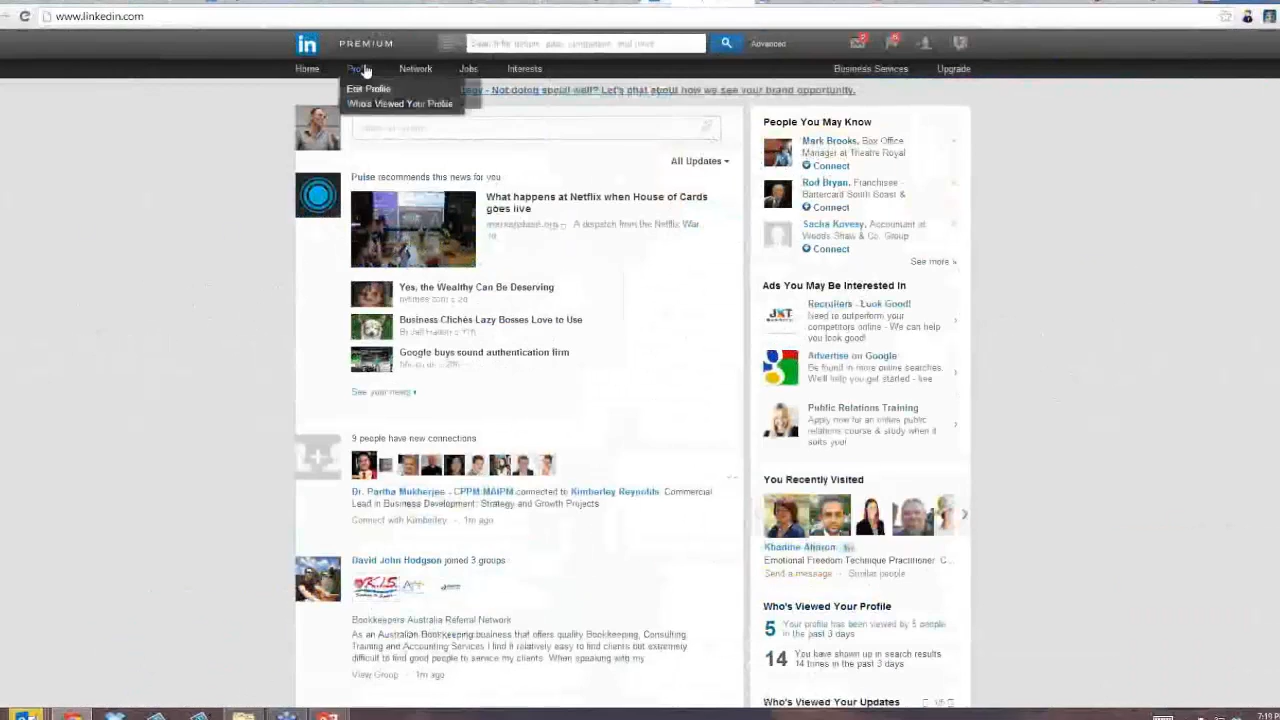 www.linkedin.com
in PREMIUM
Advanced
Home Profile Network Jobs Interests Business Services Upgrade
Edit Profile
Who's Viewed Your Profile
- Not doing social well? Let's chat about how we see your brand opportunity.
All Updates
Pulse recommends this news for you
What happens at Netflix when House of Cards
goes live
A dispatch from the Netflix War
Yes, the Wealthy Can Be Deserving
Business Clichés Lazy Bosses Love to Use
Google buys sound authentication firm
See your news
9 people have new connections
Dr. Partha Mukherjee - CPPM MAIPM connected to Kimberley Reynolds Commercial
Lead in Business Development: Strategy and Growth Projects
Connect with Kimberley · 1m ago
David John Hodgson joined 3 groups
K.I.S.
Bookkeepers Australia Referral Network
As an Australian Bookkeeping business that offers quality Bookkeeping, Consulting,
Training and Accounting Services I find it relatively easy to find clients but extremely
difficult to find good people to service my clients. When speaking with my
View Group · 1m ago
People You May Know
Mark Brooks, Box Office
Manager at Theatre Royal
Connect
Rod Bryan, Franchisee -
Battercard South Coast &
Connect
Sacha Kovesy, Accountant at
Woods Shaw & Co. Group
Connect
See more »
Ads You May Be Interested In
Recruiters - Look Good!
Need to outperform your
competitors online - We can help
you look good!
Advertise on Google
Be found in more online searches.
We'll help you get started - free
Public Relations Training
Apply now for an online public
relations course & study when it
suits you!
You Recently Visited
Emotional Freedom Technique Practitioner C...
Send a message · Similar people
Who's Viewed Your Profile
5 Your profile has been viewed by 5 people
in the past 3 days
14 You have shown up in search results
14 times in the past 3 days
Who's Viewed Your Updates